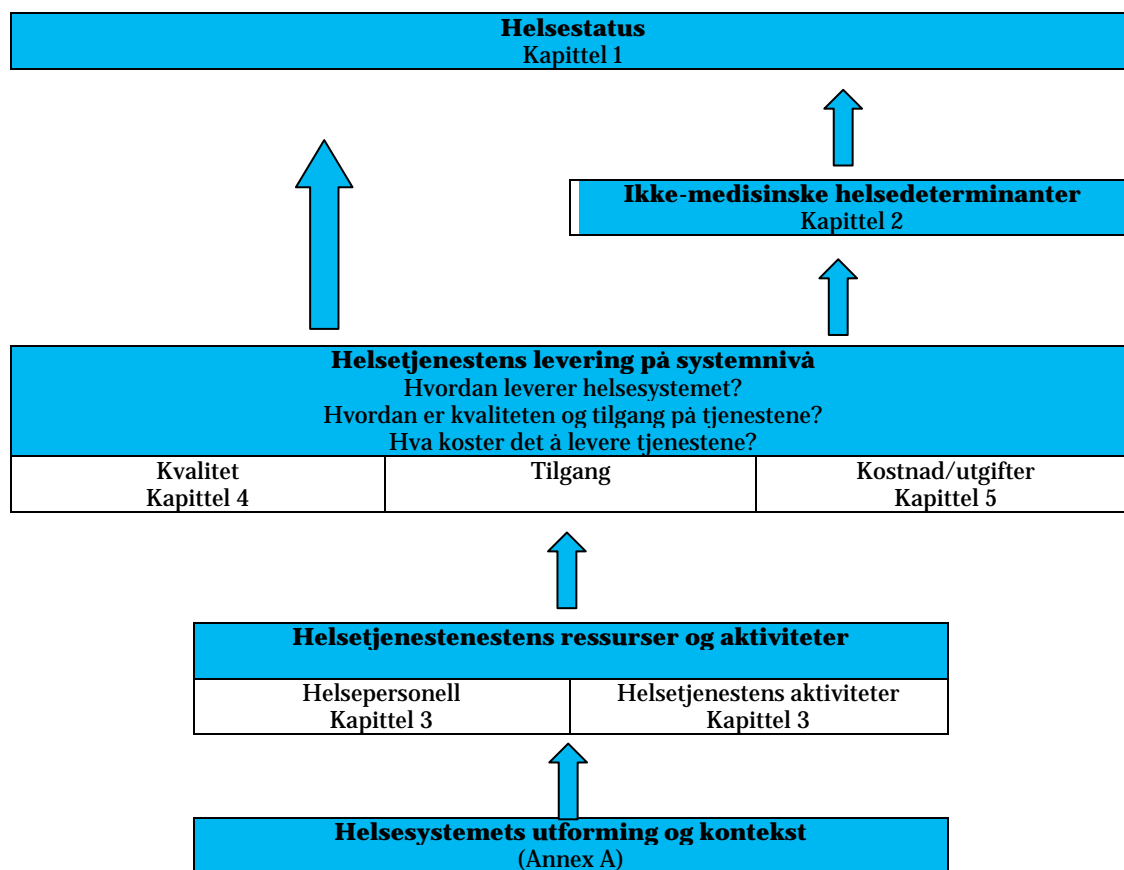 Helsestatus
Kapittel 1
Ikke-medisinske helsedeterminanter
Kapittel 2
Helsetjenestens levering på systemnivå
Hvordan leverer helsesystemet?
Hvordan er kvaliteten og tilgang på tjenestene?
Hva koster det å levere tjenestene?
Kvalitet
Kapittel 4
Tilgang
Kostnad/utgifter
Kapittel 5
Helsetjenestenestens ressurser og aktiviteter
Helsepersonell
Kapittel 3
Helsetjenestens aktiviteter
Kapittel 3
Helsesystemets utforming og kontekst
(Annex A)